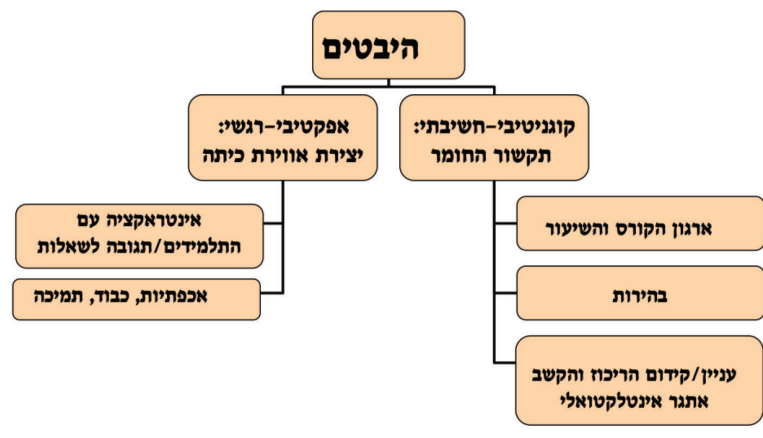 היבטים
קוגניטיבי-חשיבתי:
תקשור החומר
ארגון הקורס והשיעור
בהירות
עניין/קידום הריכוז והקשב
אתגר אינטלקטואלי
אפקטיבי-רגשי:
יצירת אווירת כיתה
אינטראקציה עם
התלמידים/תגובה לשאלות
אכפתיות, כבוד, תמיכה